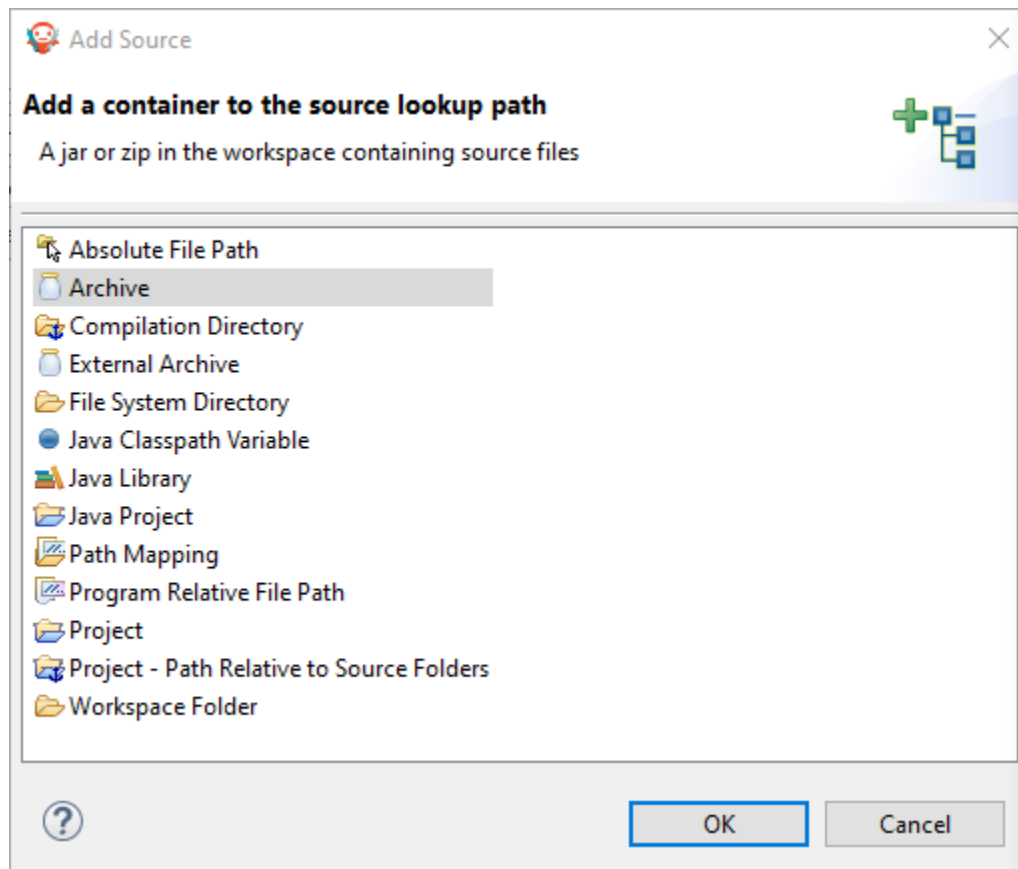 Add Source
Add a container to the source lookup path
A jar or zip in the workspace containing source files
Absolute File Path
Archive
Compilation Directory
External Archive
File System Directory
Java Classpath Variable
Java Library
Java Project
Path Mapping
Program Relative File Path
Project
Project - Path Relative to Source Folders
Workspace Folder
?
OK Cancel